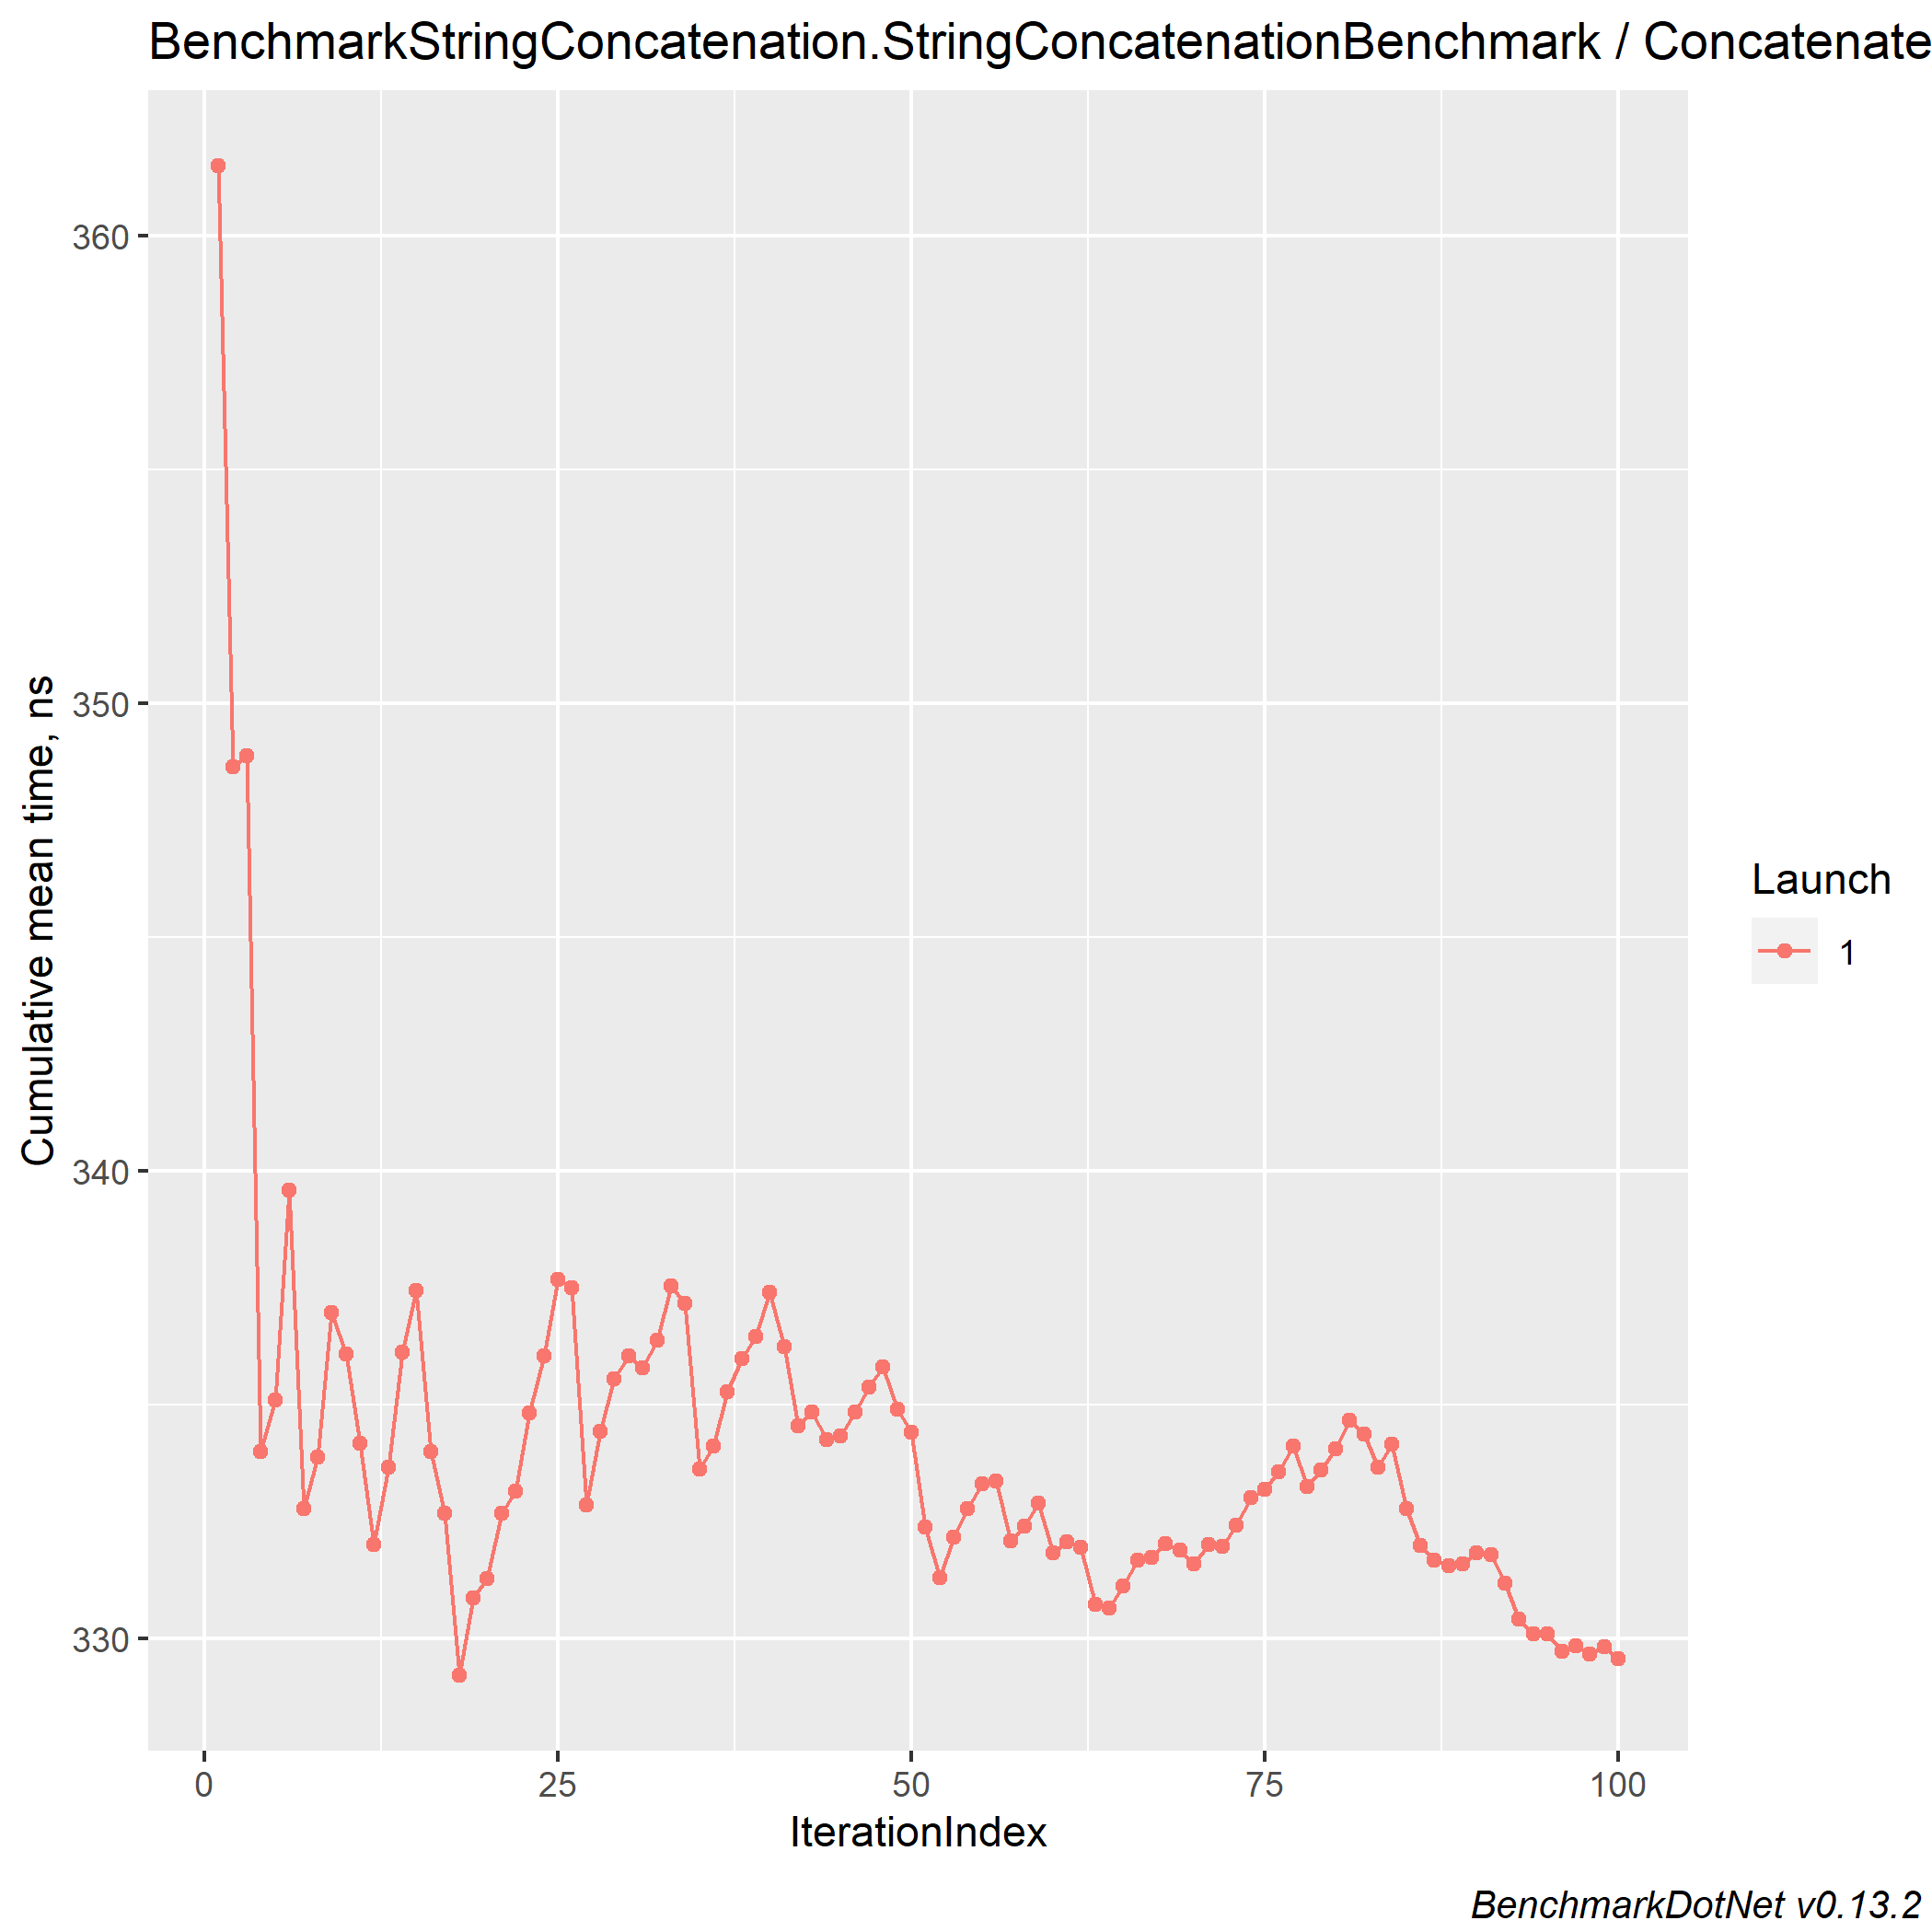 BenchmarkStringConcatenation.StringConcatenationBenchmark / Concatenate
Cumulative mean time, ns
360
350
340
330
0 25 50 75 100
IterationIndex
Launch
1
BenchmarkDotNet v0.13.2